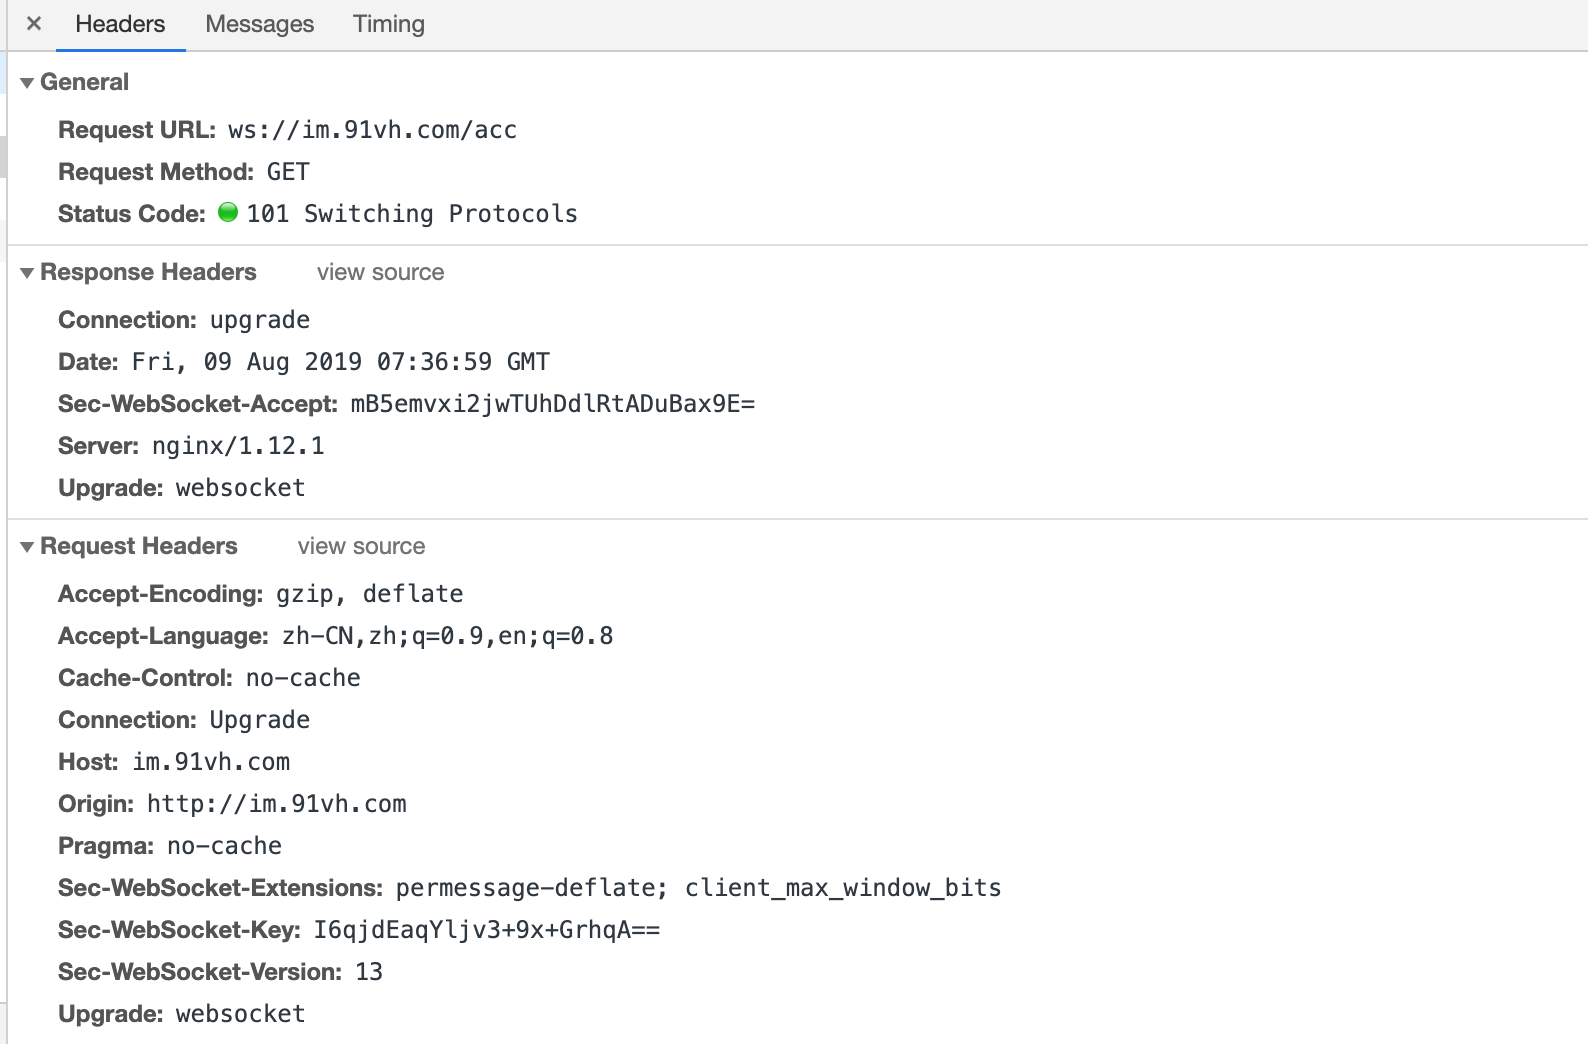 Headers Messages Timing
General
Request URL: ws://im.91vh.com/acc
Request Method: GET
Status Code: 101 Switching Protocols
Response Headers view source
Connection: upgrade
Date: Fri, 09 Aug 2019 07:36:59 GMT
Sec-WebSocket-Accept: mB5emvxi2jwTUhDdlRtADuBax9E=
Server: nginx/1.12.1
Upgrade: websocket
Request Headers view source
Accept-Encoding: gzip, deflate
Accept-Language: zh-CN,zh;q=0.9,en;q=0.8
Cache-Control: no-cache
Connection: Upgrade
Host: im.91vh.com
Origin: http://im.91vh.com
Pragma: no-cache
Sec-WebSocket-Extensions: permessage-deflate; client_max_window_bits
Sec-WebSocket-Key: I6qjdEaqYljv3+9x+GrhqA==
Sec-WebSocket-Version: 13
Upgrade: websocket